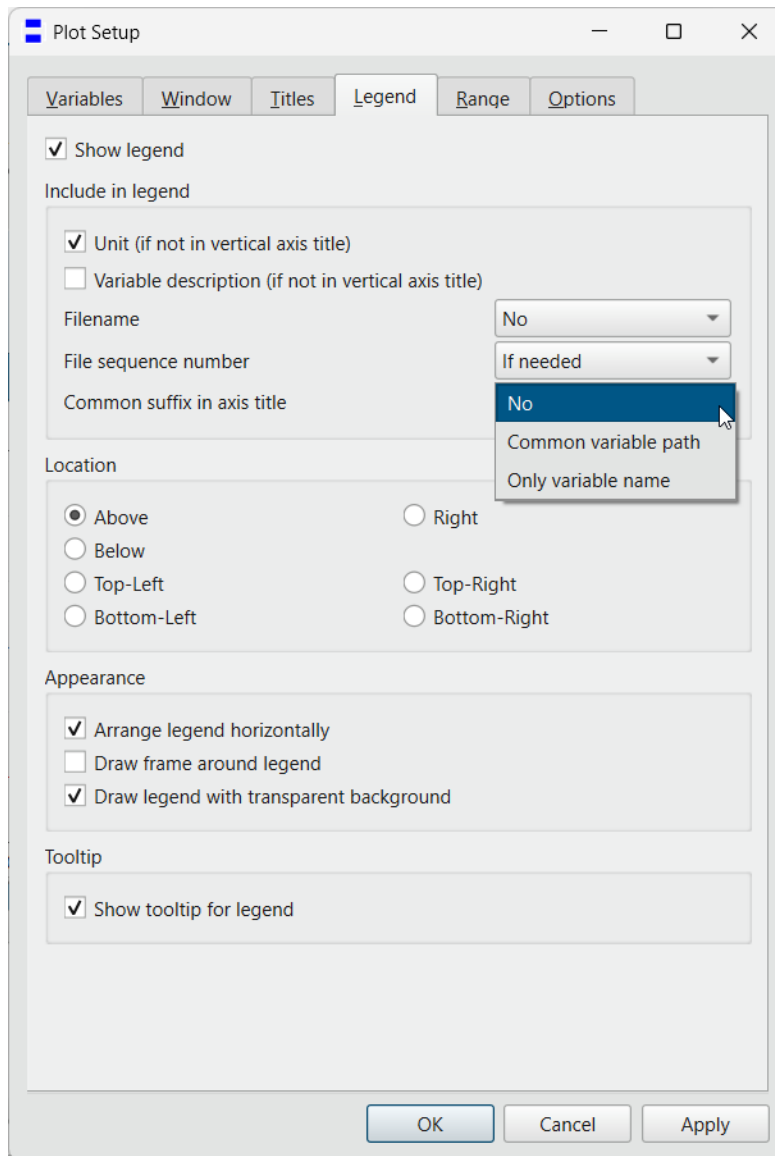 Plot Setup
Variables Window Titles Legend Range Options
Show legend
Include in legend
Unit (if not in vertical axis title)
Variable description (if not in vertical axis title)
Filename No
File sequence number If needed
Common suffix in axis title No
Common variable path
Only variable name
Location
Above Right
Below
Top-Left Top-Right
Bottom-Left Bottom-Right
Appearance
Arrange legend horizontally
Draw frame around legend
Draw legend with transparent background
Tooltip
Show tooltip for legend
OK Cancel Apply